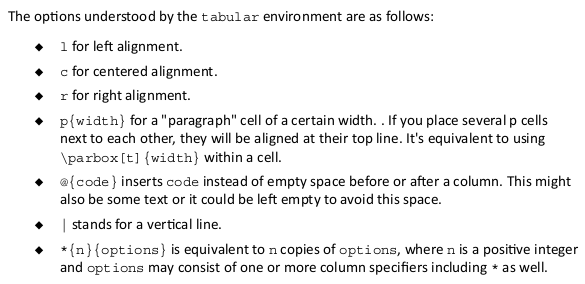 The options understood by the tabular environment are as follows:
◆ l for left alignment.
◆ c for centered alignment.
◆ r for right alignment.
◆ p{width} for a "paragraph" cell of a certain width. . If you place several p cells
next to each other, they will be aligned at their top line. It's equivalent to using
\parbox[t]{width} within a cell.
◆ @{code} inserts code instead of empty space before or after a column. This might
also be some text or it could be left empty to avoid this space.
◆ | stands for a vertical line.
◆ *{n}{options} is equivalent to n copies of options, where n is a positive integer
and options may consist of one or more column specifiers including * as well.